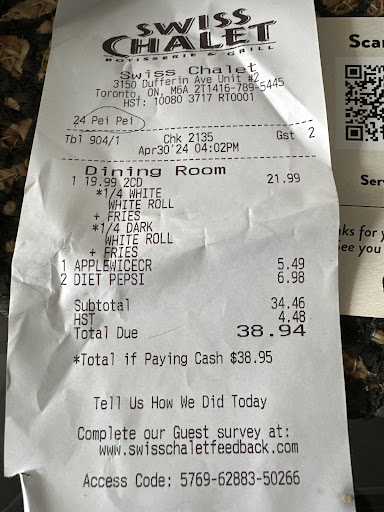 SWISS
CHALET
ROTISSERIE & GRILL
Swiss Chalet
3150 Dufferin Ave Unit #2
Toronto, ON, M6A 2T1416-789-5445
HST: 10080 3717 RT0001
24 Pei Pei
Tbl 904/1 Chk 2135 Gst 2
Apr30'24 04:02PM
Dining Room
1 19.99 2CD 21.99
*1/4 WHITE
WHITE ROLL
+ FRIES
*1/4 DARK
WHITE ROLL
+ FRIES
1 APPLEWICECR 5.49
2 DIET PEPSI 6.98
Subtotal 34.46
HST 4.48
Total Due 38.94
*Total if Paying Cash $38.95
Tell Us How We Did Today
Complete our Guest survey at:
www.swisschaletfeedback.com
Access Code: 5769-62883-50266
Scan